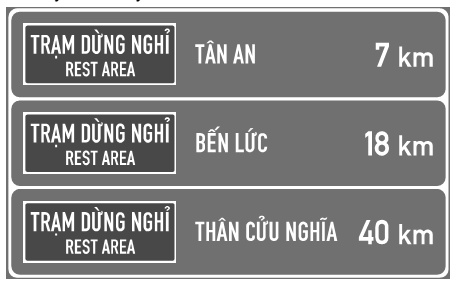 TRẠM DỪNG NGHỈ
REST AREA
TÂN AN 7 km
TRẠM DỪNG NGHỈ
REST AREA
BẾN LỨC 18 km
TRẠM DỪNG NGHỈ
REST AREA
THÂN CỬU NGHĨA 40 km